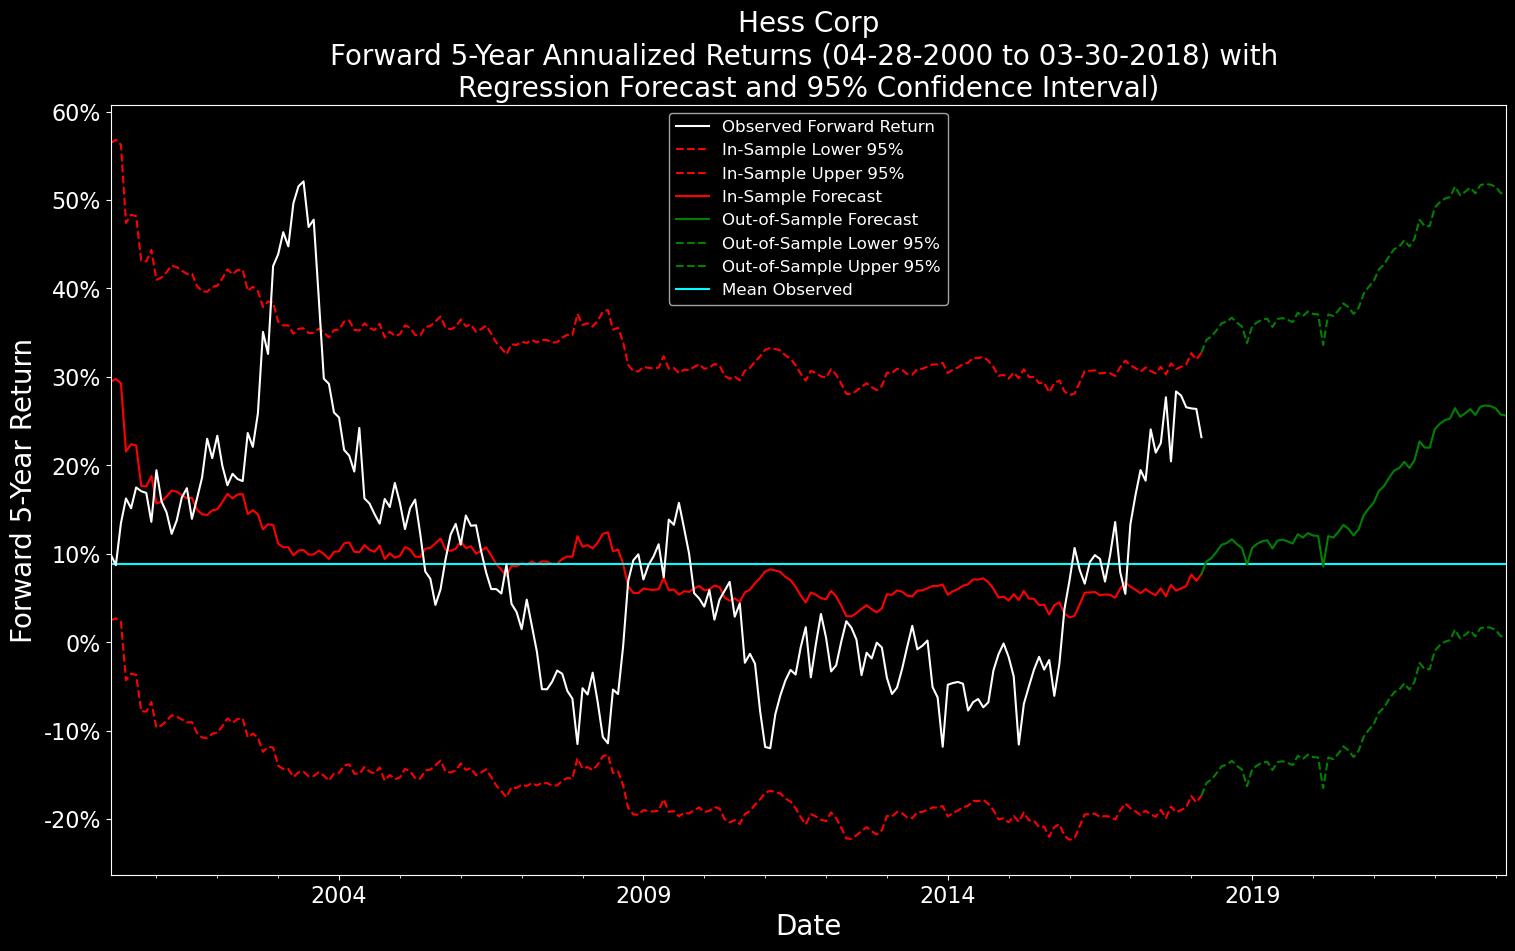 Hess Corp
Forward 5-Year Annualized Returns (04-28-2000 to 03-30-2018) with
Regression Forecast and 95% Confidence Interval)
Observed Forward Return
In-Sample Lower 95%
In-Sample Upper 95%
In-Sample Forecast
Out-of-Sample Forecast
Out-of-Sample Lower 95%
Out-of-Sample Upper 95%
Mean Observed
Forward 5-Year Return
60%
50%
40%
30%
20%
10%
0%
-10%
-20%
2004 2009 2014 2019
Date